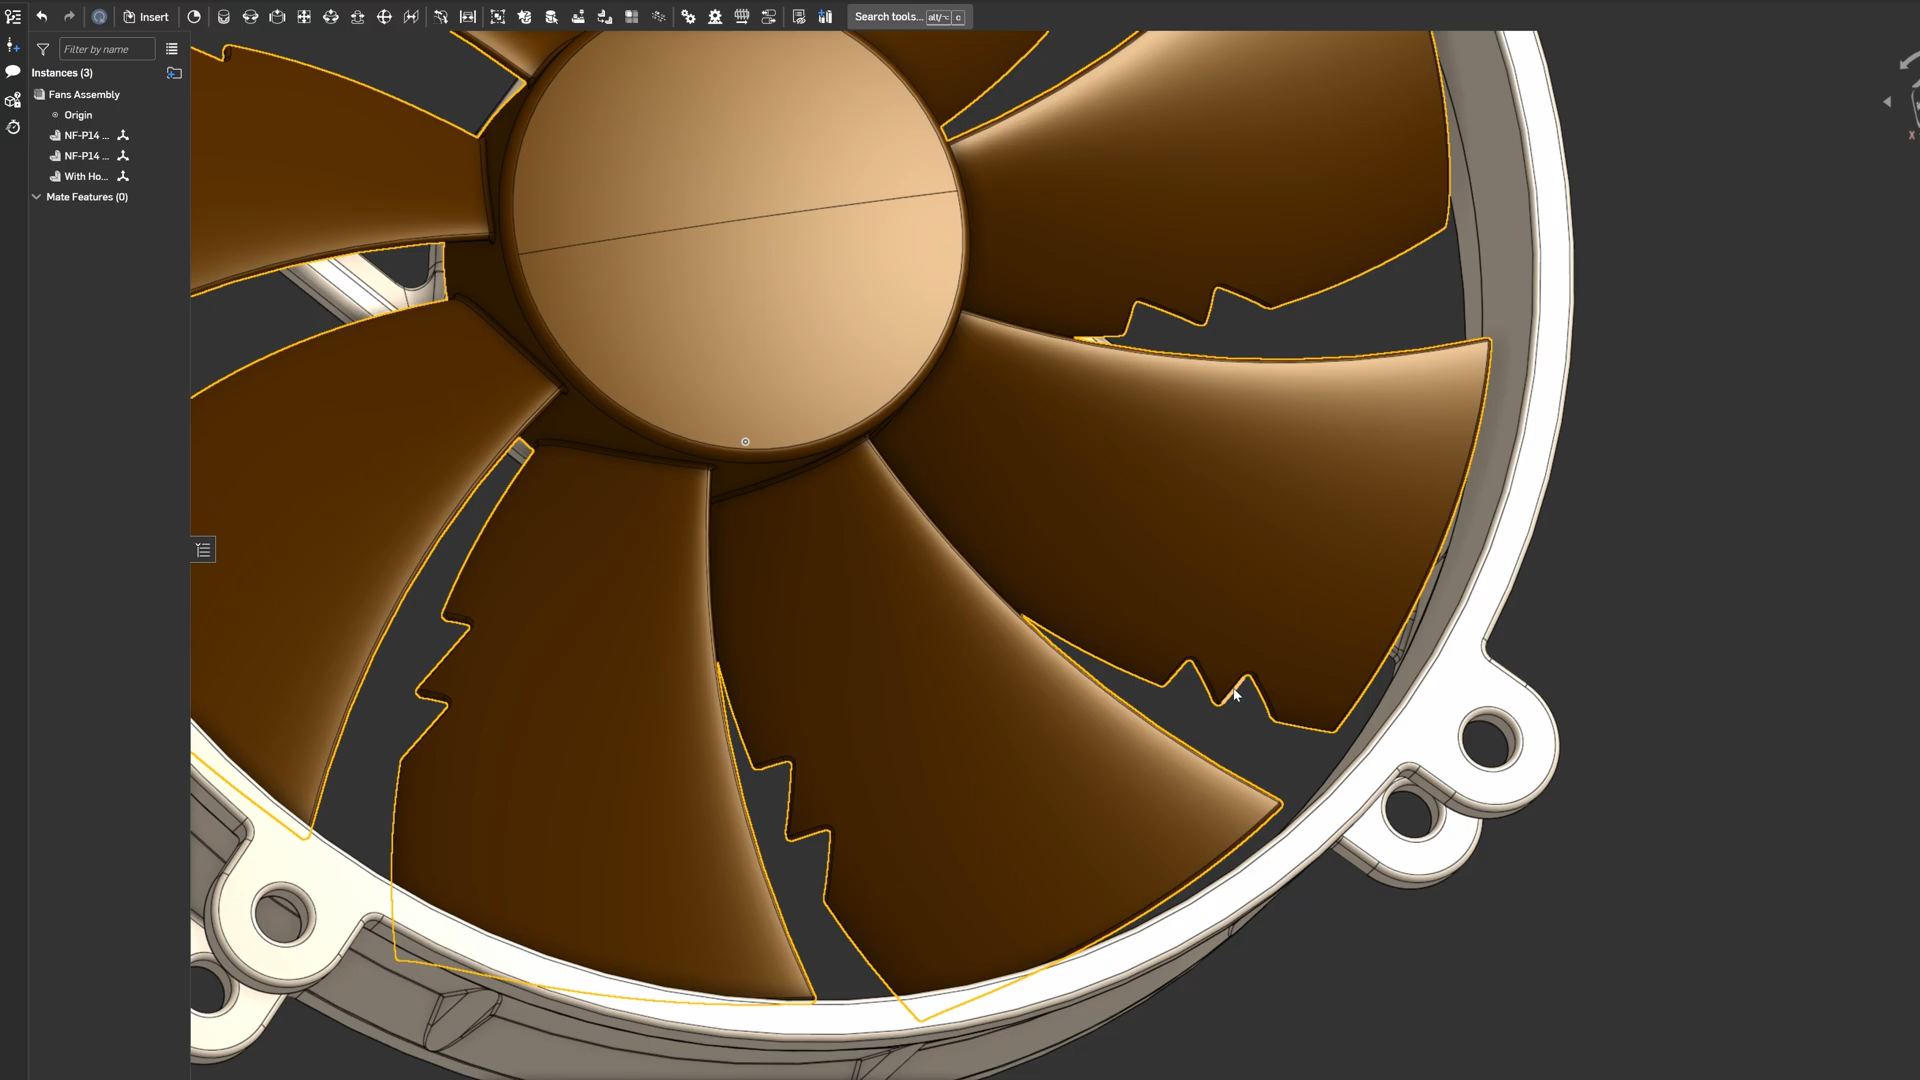 Insert
Search tools... alt/⌥ c
Filter by name
Instances (3)
Fans Assembly
Origin
NF-P14 ...
NF-P14 ...
With Ho...
Mate Features (0)
X